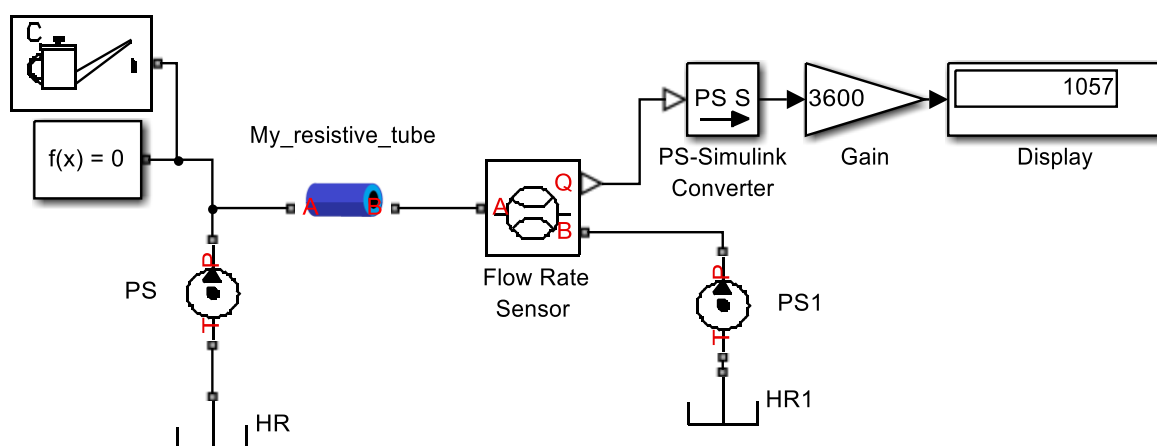 C
f(x) = 0
My_resistive_tube
A
B
P
T
PS
HR
A
Q
B
Flow Rate
Sensor
PS S
PS-Simulink
Converter
3600
Gain
1057
Display
P
T
PS1
HR1